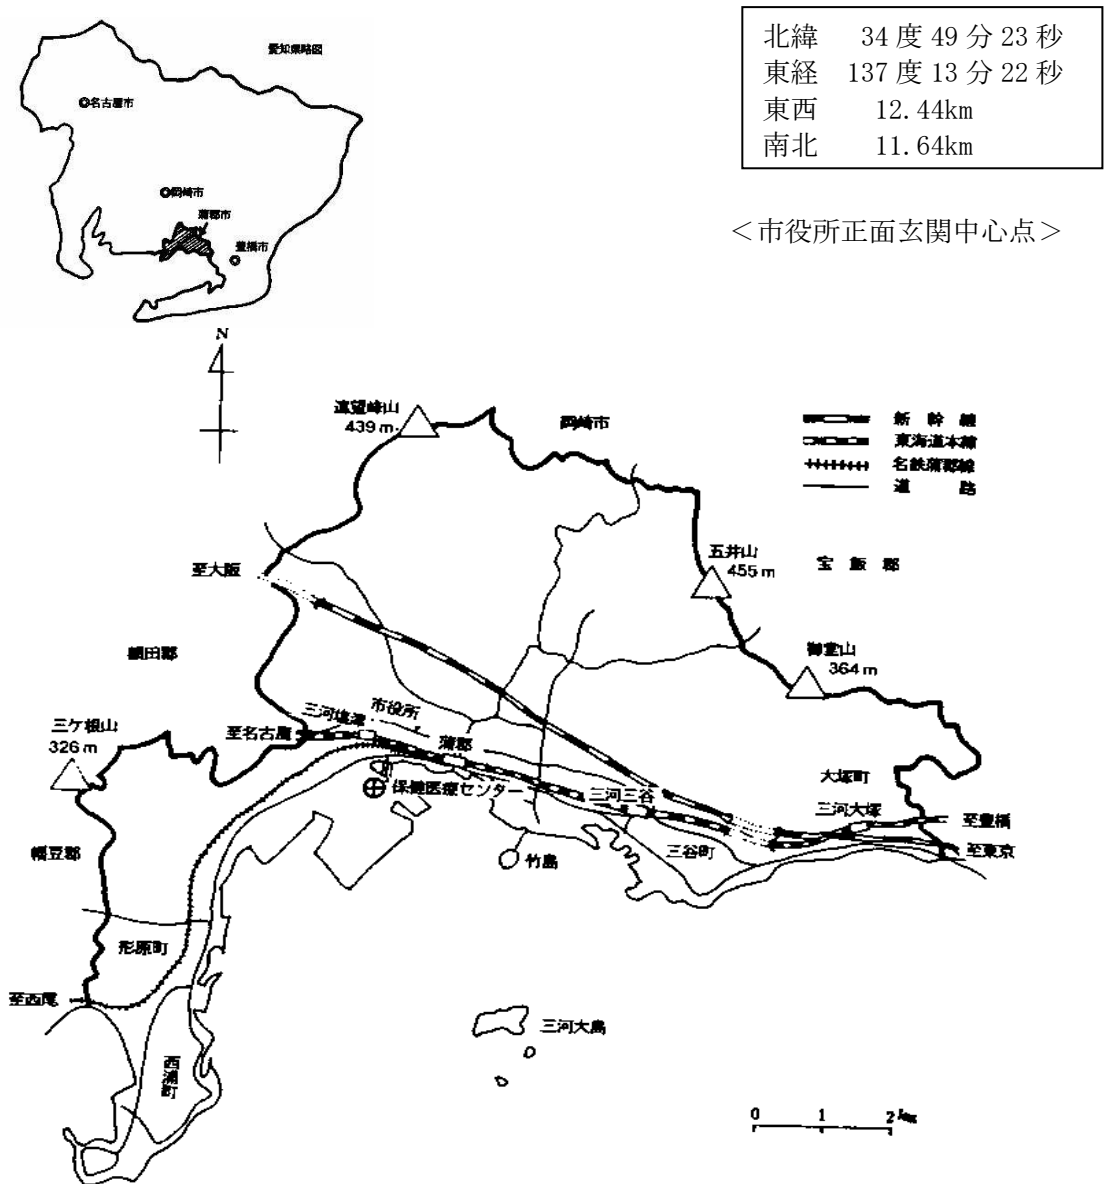 愛知県略図
名古屋市
岡崎市
蒲郡市
豊橋市
北緯 34度49分23秒
東経 137度13分22秒
東西 12.44km
南北 11.64km
＜市役所正面玄関中心点＞
N
遠望峰山
439m
岡崎市
新幹線
東海道本線
名鉄蒲郡線
道路
五井山
455m
宝飯郡
至大阪
額田郡
御堂山
364m
三ケ根山
326m
至名古屋
三河塩津
市役所
蒲郡
保健医療センター
三河三谷
大塚町
三河大塚
至豊橋
至東京
三谷町
竹島
幡豆郡
形原町
至西尾
西浦町
三河大島
0 1 2 km